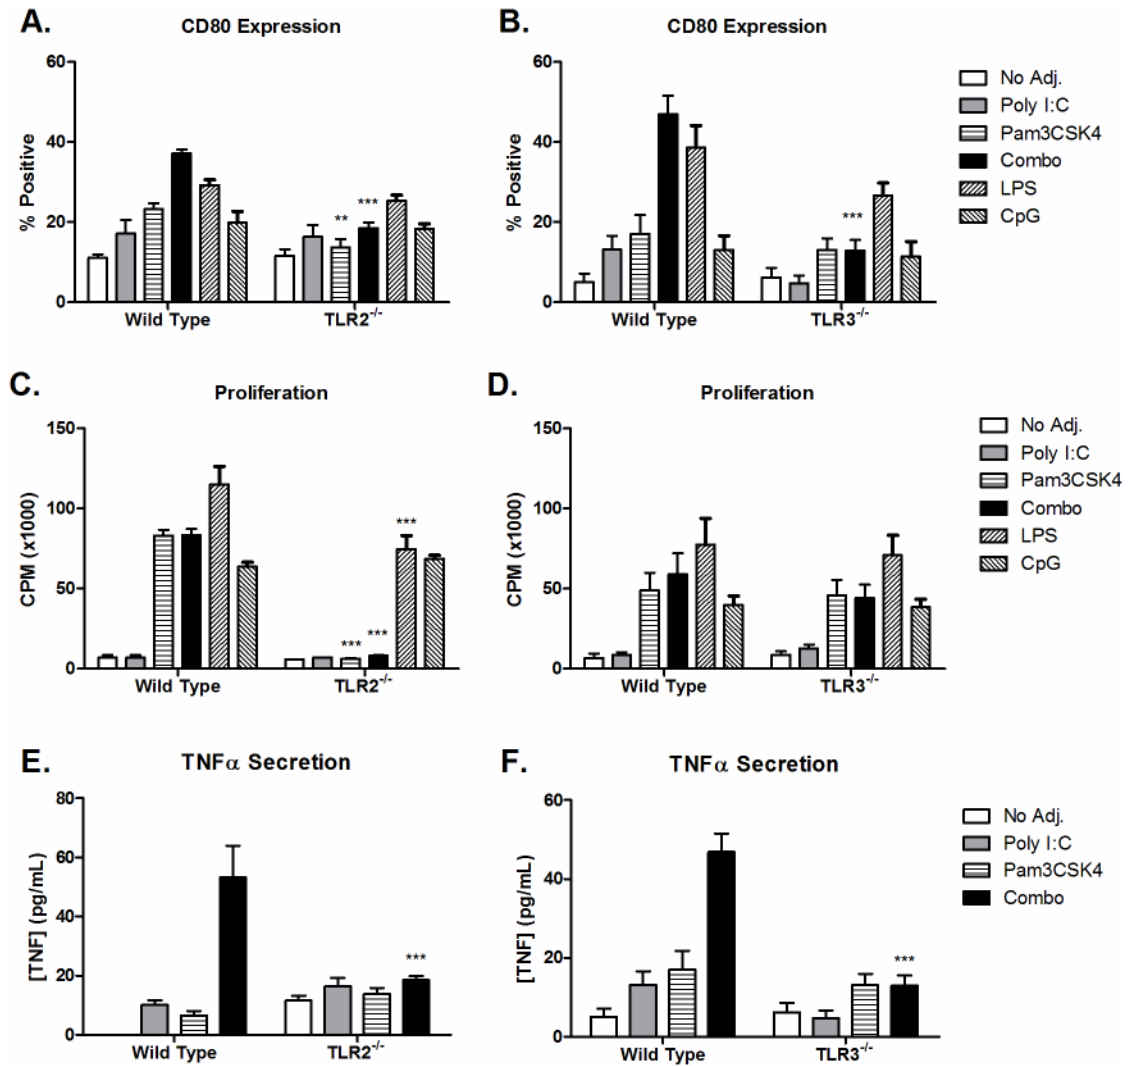 A.
CD80 Expression
% Positive
60
40
20
0
**
***
Wild Type
TLR2-/-
B.
CD80 Expression
% Positive
60
40
20
0
***
Wild Type
TLR3-/-
No Adj.
Poly I:C
Pam3CSK4
Combo
LPS
CpG
C.
Proliferation
CPM (x1000)
150
100
50
0
***
***
***
Wild Type
TLR2-/-
D.
Proliferation
CPM (x1000)
150
100
50
0
Wild Type
TLR3-/-
No Adj.
Poly I:C
Pam3CSK4
Combo
LPS
CpG
E.
TNFα Secretion
[TNF] (pg/mL)
80
60
40
20
0
***
Wild Type
TLR2-/-
F.
TNFα Secretion
[TNF] (pg/mL)
60
40
20
0
***
Wild Type
TLR3-/-
No Adj.
Poly I:C
Pam3CSK4
Combo